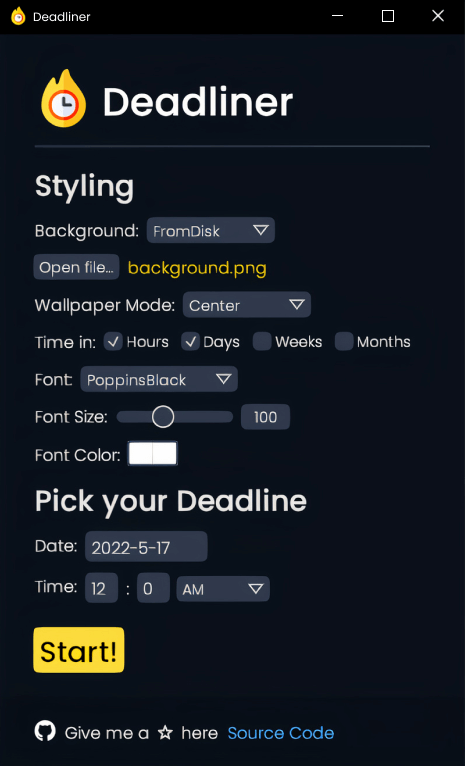 Deadliner
Deadliner
Styling
Background: FromDisk
Open file... background.png
Wallpaper Mode: Center
Time in: Hours Days Weeks Months
Font: PoppinsBlack
Font Size: 100
Font Color:
Pick your Deadline
Date: 2022-5-17
Time: 12 : 0 AM
Start!
Give me a ☆ here Source Code